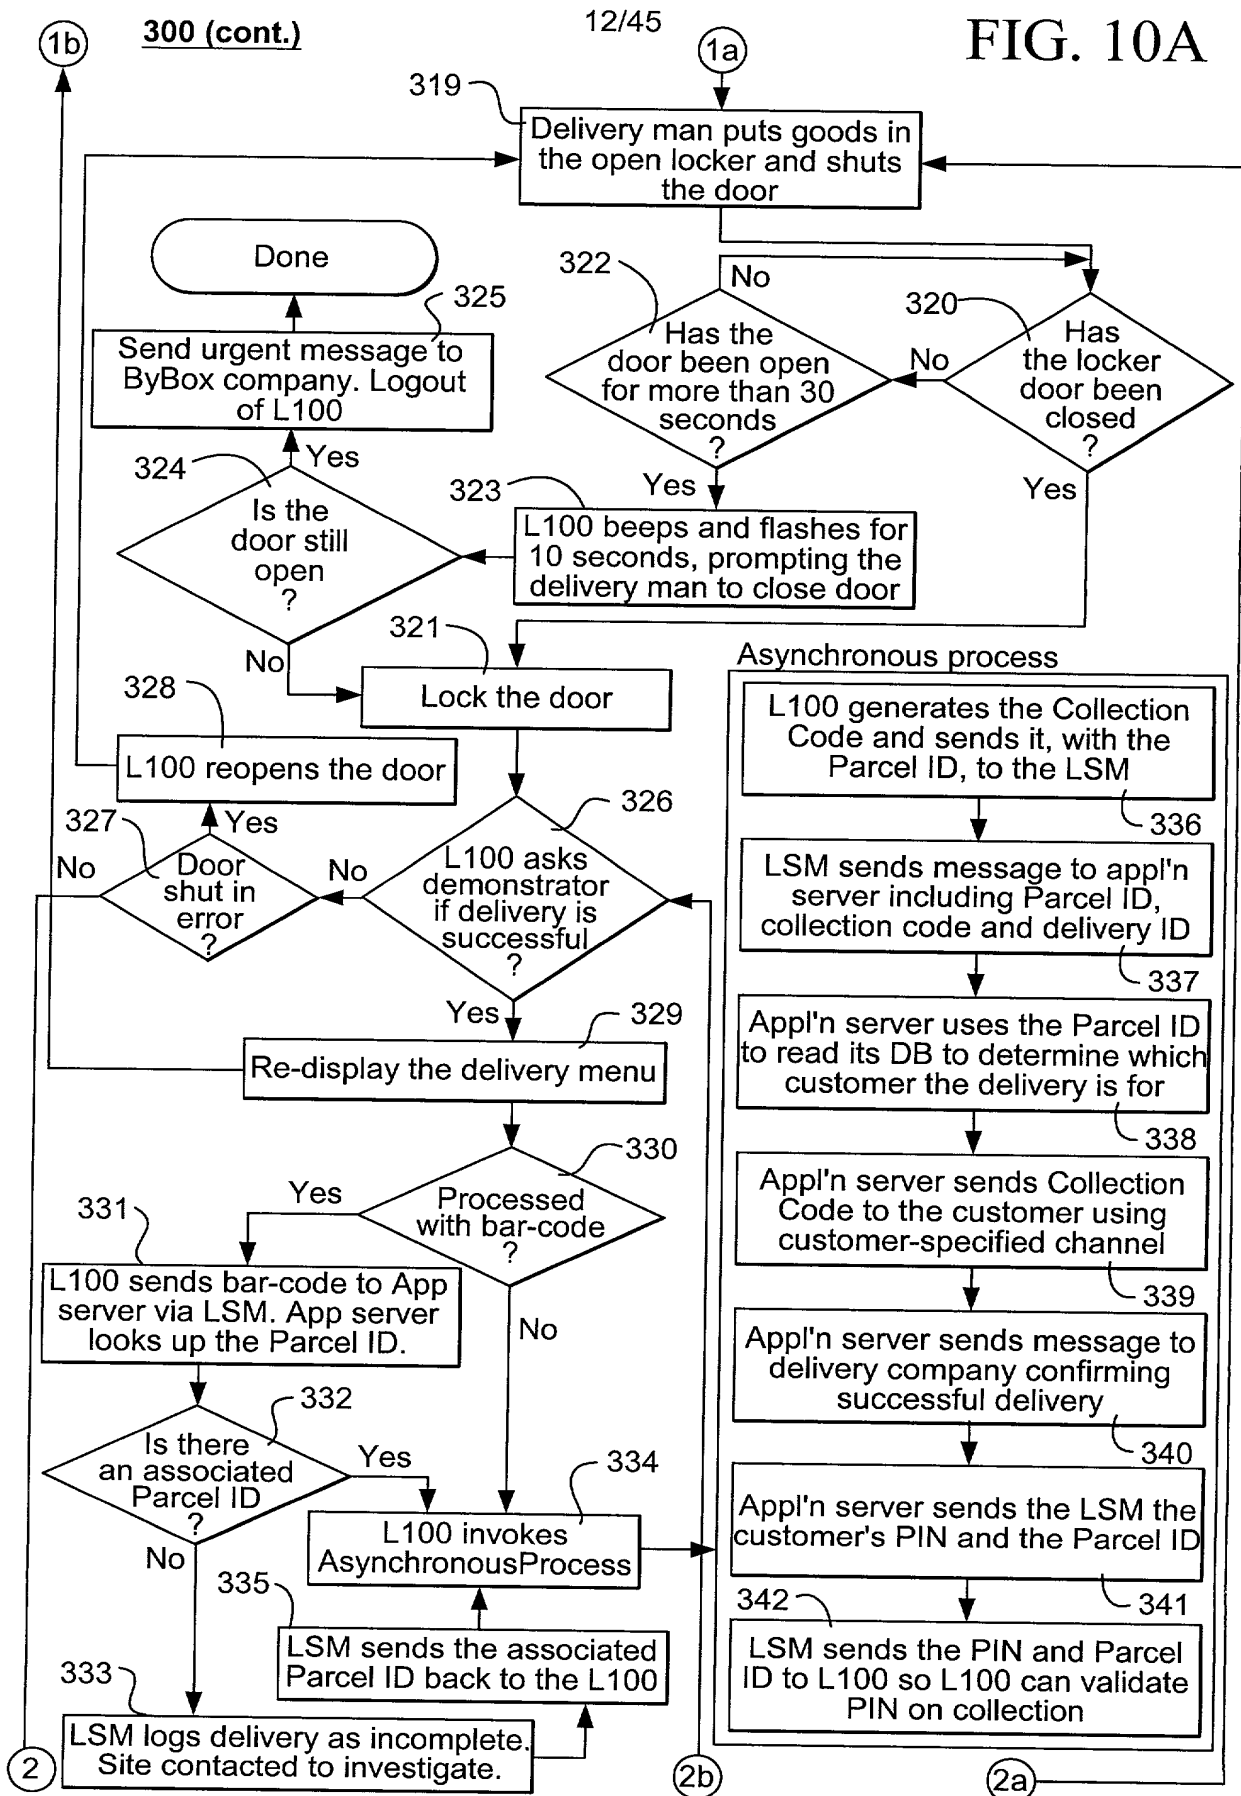 300 (cont.)
12/45
FIG. 10A
1b
1a
319
Delivery man puts goods in
the open locker and shuts
the door
Done
322
No
320
325
Send urgent message to
ByBox company. Logout
of L100
Has the
door been open
for more than 30
seconds
?
No
Has
the locker
door been
closed
?
324
Yes
Is the
door still
open
?
323
Yes
Yes
L100 beeps and flashes for
10 seconds, prompting the
delivery man to close door
321
No
Lock the door
328
L100 reopens the door
327
Yes
No
Door
shut in
error
?
No
326
L100 asks
demonstrator
if delivery is
successful
?
Yes
329
Re-display the delivery menu
330
Yes
Processed
with bar-code
?
331
L100 sends bar-code to App
server via LSM. App server
looks up the Parcel ID.
No
332
Is there
an associated
Parcel ID
?
Yes
334
L100 invokes
AsynchronousProcess
No
335
LSM sends the associated
Parcel ID back to the L100
333
LSM logs delivery as incomplete.
Site contacted to investigate.
Asynchronous process
L100 generates the Collection
Code and sends it, with the
Parcel ID, to the LSM
336
LSM sends message to appl'n
server including Parcel ID,
collection code and delivery ID
337
Appl'n server uses the Parcel ID
to read its DB to determine which
customer the delivery is for
338
Appl'n server sends Collection
Code to the customer using
customer-specified channel
339
Appl'n server sends message to
delivery company confirming
successful delivery
340
Appl'n server sends the LSM the
customer's PIN and the Parcel ID
341
342
LSM sends the PIN and Parcel
ID to L100 so L100 can validate
PIN on collection
2
2b
2a